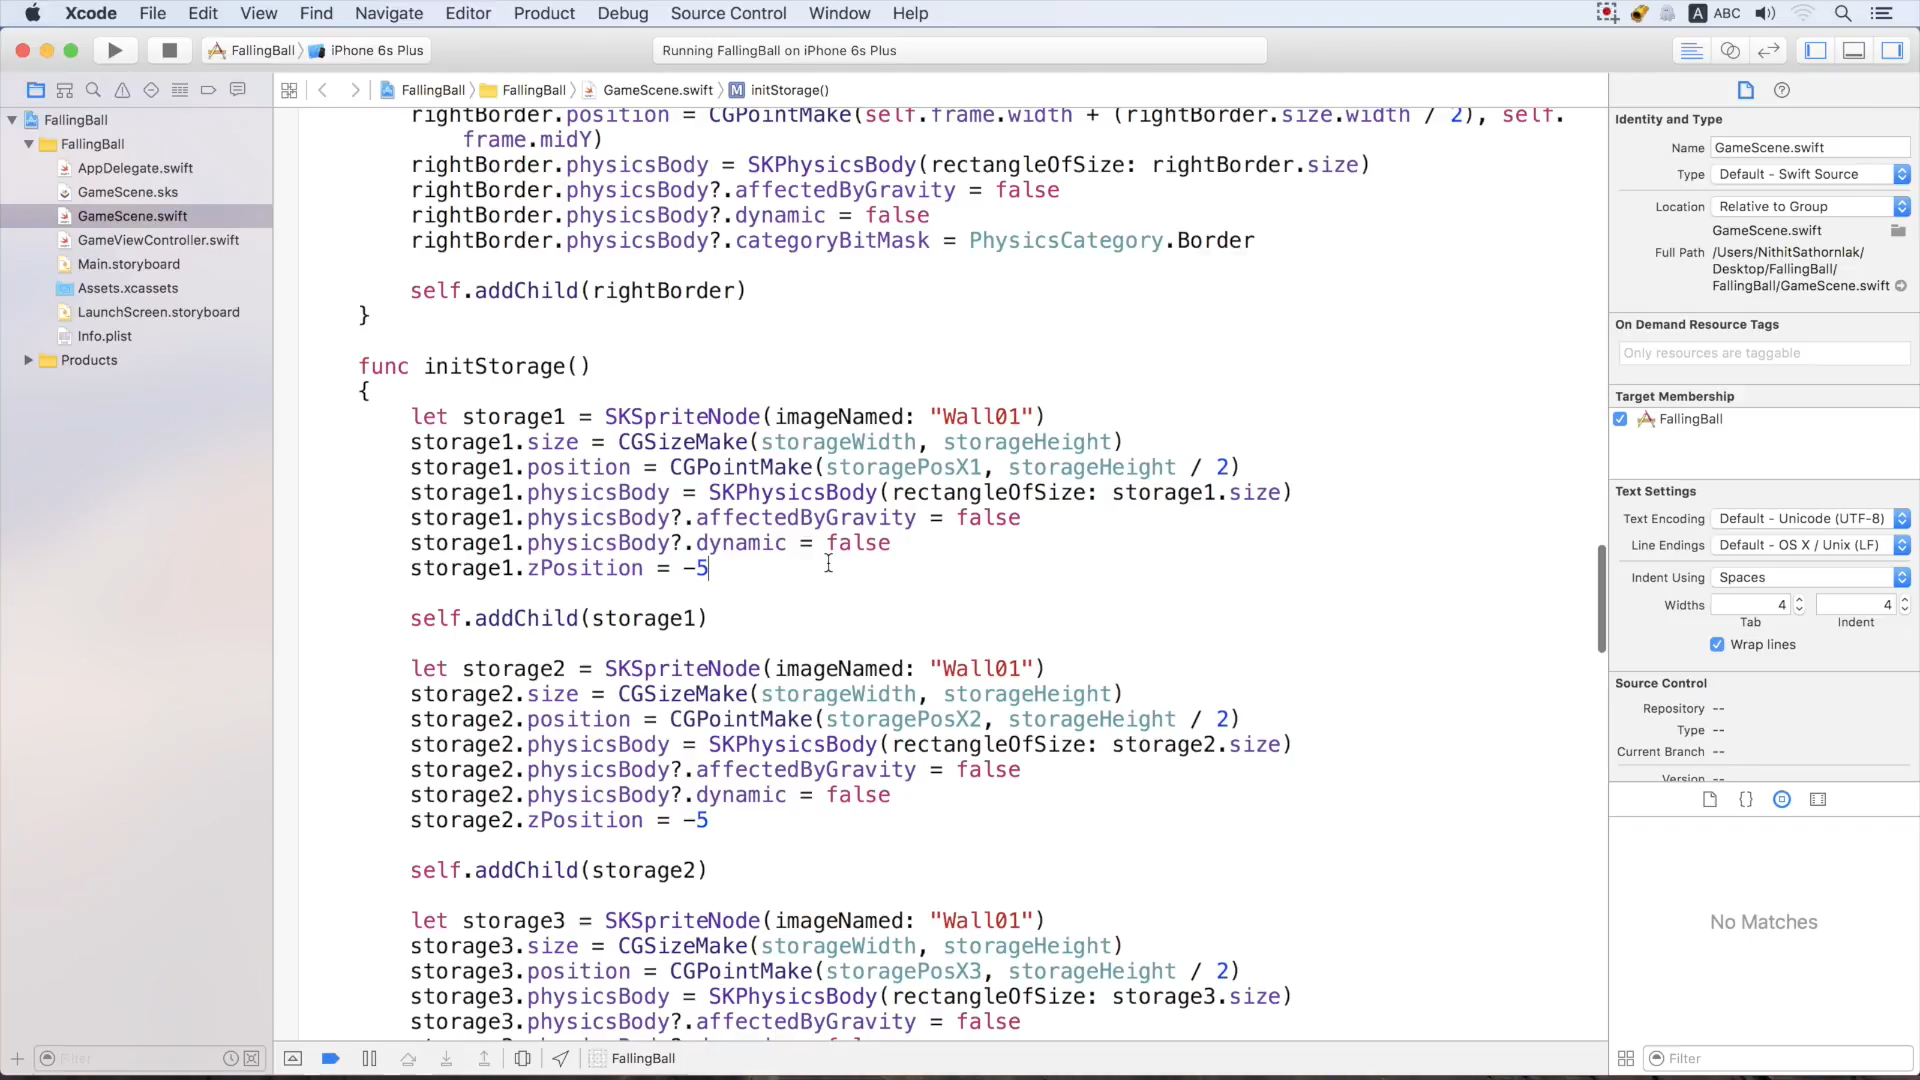 Xcode File Edit View Find Navigate Editor Product Debug Source Control Window Help
A ABC
FallingBall iPhone 6s Plus
Running FallingBall on iPhone 6s Plus
FallingBall FallingBall GameScene.swift M initStorage()
FallingBall
FallingBall
AppDelegate.swift
GameScene.sks
GameScene.swift
GameViewController.swift
Main.storyboard
Assets.xcassets
LaunchScreen.storyboard
Info.plist
Products
Filter
rightBorder.position = CGPointMake(self.frame.width + (rightBorder.size.width / 2), self.
frame.midY)
rightBorder.physicsBody = SKPhysicsBody(rectangleOfSize: rightBorder.size)
rightBorder.physicsBody?.affectedByGravity = false
rightBorder.physicsBody?.dynamic = false
rightBorder.physicsBody?.categoryBitMask = PhysicsCategory.Border
self.addChild(rightBorder)
}
func initStorage()
{
let storage1 = SKSpriteNode(imageNamed: "Wall01")
storage1.size = CGSizeMake(storageWidth, storageHeight)
storage1.position = CGPointMake(storagePosX1, storageHeight / 2)
storage1.physicsBody = SKPhysicsBody(rectangleOfSize: storage1.size)
storage1.physicsBody?.affectedByGravity = false
storage1.physicsBody?.dynamic = false
storage1.zPosition = -5
self.addChild(storage1)
let storage2 = SKSpriteNode(imageNamed: "Wall01")
storage2.size = CGSizeMake(storageWidth, storageHeight)
storage2.position = CGPointMake(storagePosX2, storageHeight / 2)
storage2.physicsBody = SKPhysicsBody(rectangleOfSize: storage2.size)
storage2.physicsBody?.affectedByGravity = false
storage2.physicsBody?.dynamic = false
storage2.zPosition = -5
self.addChild(storage2)
let storage3 = SKSpriteNode(imageNamed: "Wall01")
storage3.size = CGSizeMake(storageWidth, storageHeight)
storage3.position = CGPointMake(storagePosX3, storageHeight / 2)
storage3.physicsBody = SKPhysicsBody(rectangleOfSize: storage3.size)
storage3.physicsBody?.affectedByGravity = false
FallingBall
Identity and Type
Name GameScene.swift
Type Default - Swift Source
Location Relative to Group
GameScene.swift
Full Path /Users/NithitSathornlak/
Desktop/FallingBall/
FallingBall/GameScene.swift
On Demand Resource Tags
Only resources are taggable
Target Membership
FallingBall
Text Settings
Text Encoding Default - Unicode (UTF-8)
Line Endings Default - OS X / Unix (LF)
Indent Using Spaces
Widths 4 4
Tab Indent
Wrap lines
Source Control
Repository --
Type --
Current Branch --
Version --
No Matches
Filter